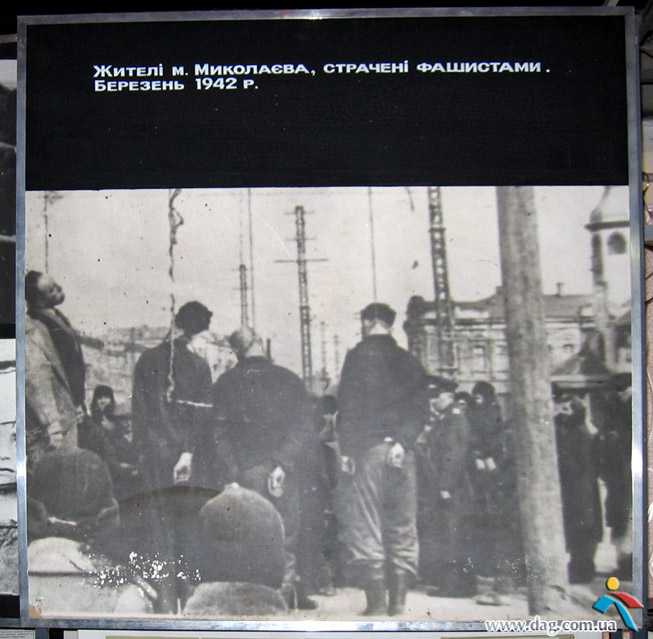 Жителі м. Миколаєва, страчені фашистами.
Березень 1942 р.
www.dag.com.ua